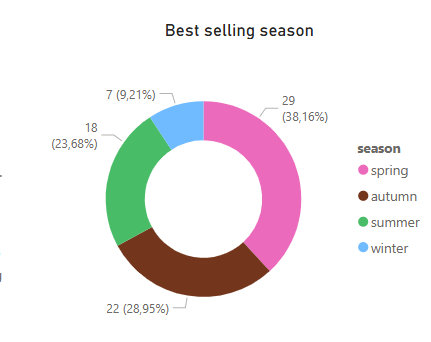 Best selling season
7 (9,21%)
29
(38,16%)
18
(23,68%)
season
spring
autumn
summer
winter
22 (28,95%)